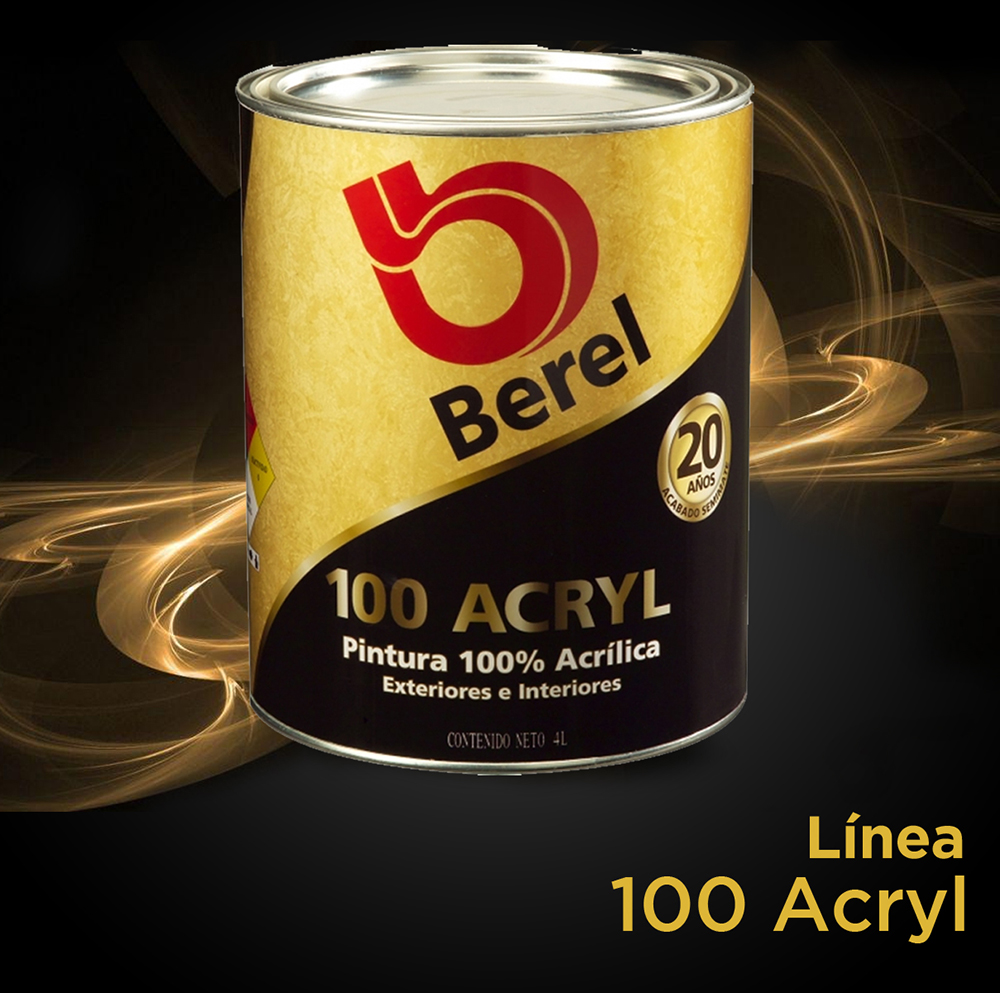 Berel
20
AÑOS
ACABADO SEMIMATE
100 ACRYL
Pintura 100% Acrílica
Exteriores e Interiores
CONTENIDO NETO 4L
Línea
100 Acryl